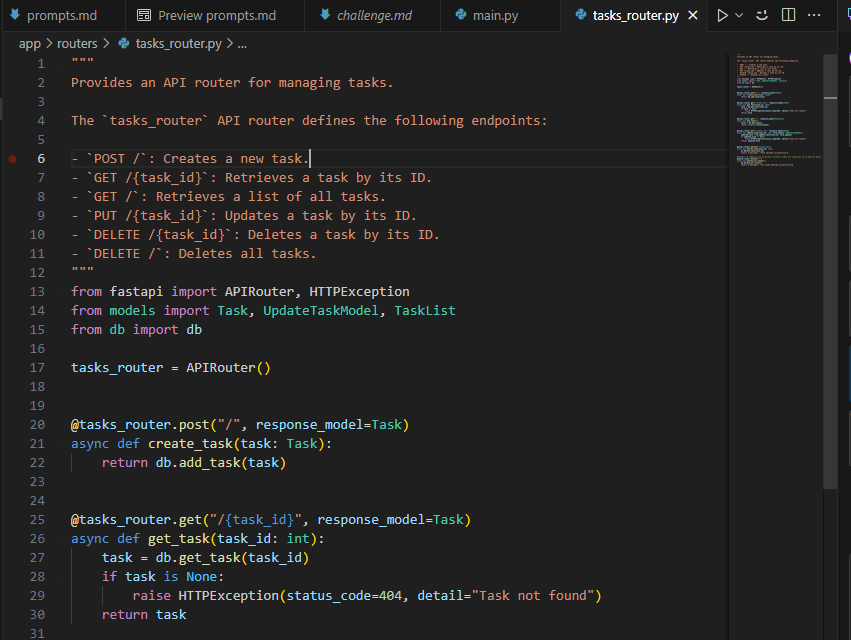 prompts.md Preview prompts.md challenge.md main.py tasks_router.py
app > routers > tasks_router.py > ...
1 """
2 Provides an API router for managing tasks.
3
4 The `tasks_router` API router defines the following endpoints:
5
6 - `POST /`: Creates a new task.
7 - `GET /{task_id}`: Retrieves a task by its ID.
8 - `GET /`: Retrieves a list of all tasks.
9 - `PUT /{task_id}`: Updates a task by its ID.
10 - `DELETE /{task_id}`: Deletes a task by its ID.
11 - `DELETE /`: Deletes all tasks.
12 """
13 from fastapi import APIRouter, HTTPException
14 from models import Task, UpdateTaskModel, TaskList
15 from db import db
16
17 tasks_router = APIRouter()
18
19
20 @tasks_router.post("/", response_model=Task)
21 async def create_task(task: Task):
22     return db.add_task(task)
23
24
25 @tasks_router.get("/{task_id}", response_model=Task)
26 async def get_task(task_id: int):
27     task = db.get_task(task_id)
28     if task is None:
29         raise HTTPException(status_code=404, detail="Task not found")
30     return task
31